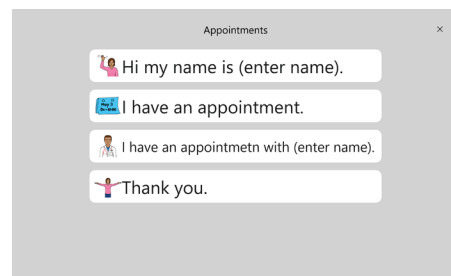 Appointments
Hi my name is (enter name).
I have an appointment.
I have an appointmetn with (enter name).
Thank you.